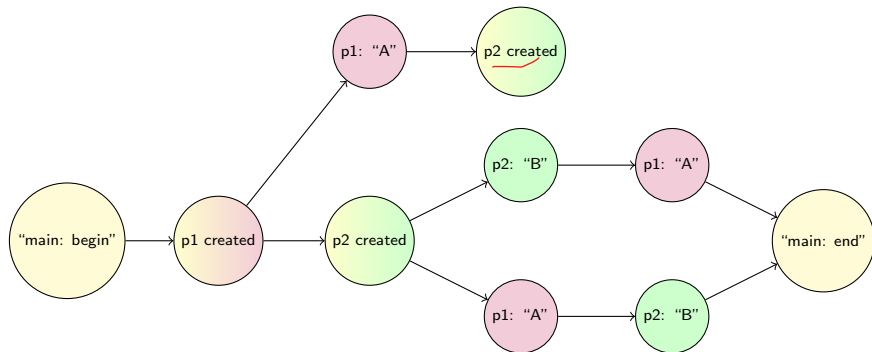 p1: “A”
p2 created
p2: “B”
p1: “A”
“main: begin”
p1 created
p2 created
“main: end”
p1: “A”
p2: “B”